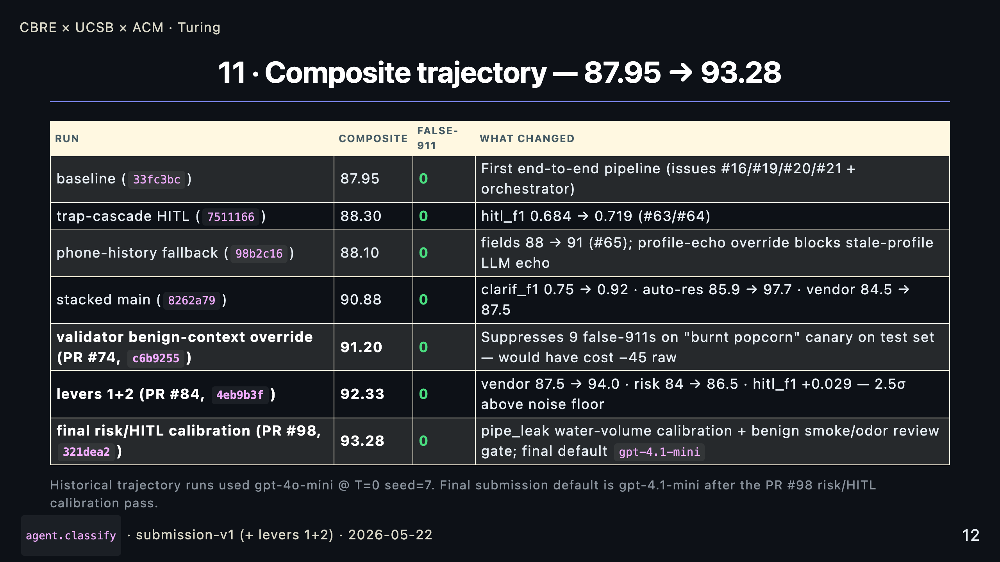 CBRE × UCSB × ACM · Turing
11 · Composite trajectory — 87.95 → 93.28
RUN COMPOSITE FALSE-
911 WHAT CHANGED
baseline ( 33fc3bc ) 87.95 0 First end-to-end pipeline (issues #16/#19/#20/#21 +
orchestrator)
trap-cascade HITL ( 7511166 ) 88.30 0 hitl_f1 0.684 → 0.719 (#63/#64)
phone-history fallback ( 98b2c16 ) 88.10 0 fields 88 → 91 (#65); profile-echo override blocks stale-profile
LLM echo
stacked main ( 8262a79 ) 90.88 0 clarif_f1 0.75 → 0.92 · auto-res 85.9 → 97.7 · vendor 84.5 →
87.5
validator benign-context override
(PR #74, c6b9255 ) 91.20 0 Suppresses 9 false-911s on "burnt popcorn" canary on test set
— would have cost −45 raw
levers 1+2 (PR #84, 4eb9b3f ) 92.33 0 vendor 87.5 → 94.0 · risk 84 → 86.5 · hitl_f1 +0.029 — 2.5σ
above noise floor
final risk/HITL calibration (PR #98,
321dea2 ) 93.28 0 pipe_leak water-volume calibration + benign smoke/odor review
gate; final default gpt-4.1-mini
Historical trajectory runs used gpt-4o-mini @ T=0 seed=7. Final submission default is gpt-4.1-mini after the PR #98 risk/HITL
calibration pass.
agent.classify · submission-v1 (+ levers 1+2) · 2026-05-22 12